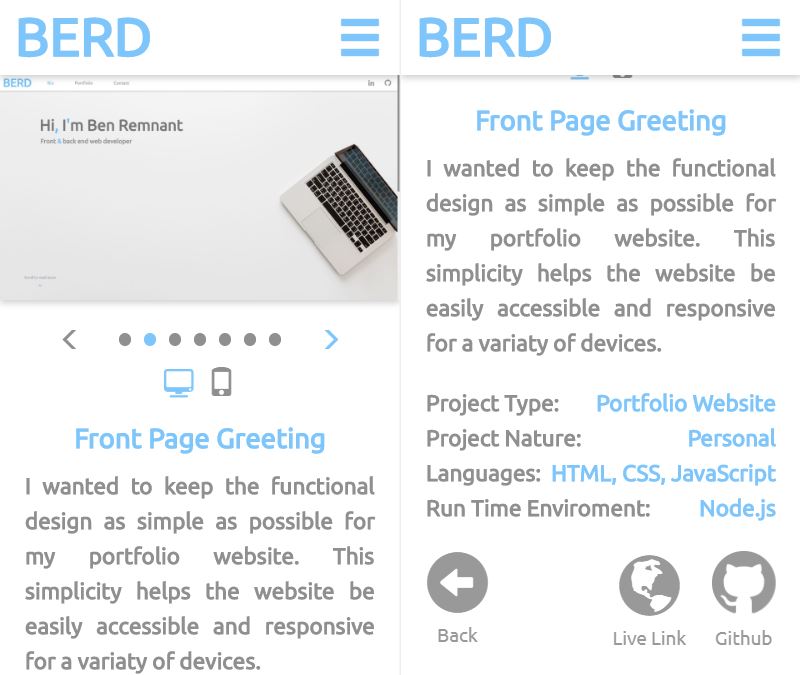 BERD
BERD
Bio Portfolio Contact
Hi, I'm Ben Remnant
Front & back end web developer
Front Page Greeting
I wanted to keep the functional
design as simple as possible for
my portfolio website. This
simplicity helps the website be
easily accessible and responsive
for a variaty of devices.
BERD
Front Page Greeting
I wanted to keep the functional
design as simple as possible for
my portfolio website. This
simplicity helps the website be
easily accessible and responsive
for a variaty of devices.
Project Type: Portfolio Website
Project Nature: Personal
Languages: HTML, CSS, JavaScript
Run Time Enviroment: Node.js
Back Live Link Github